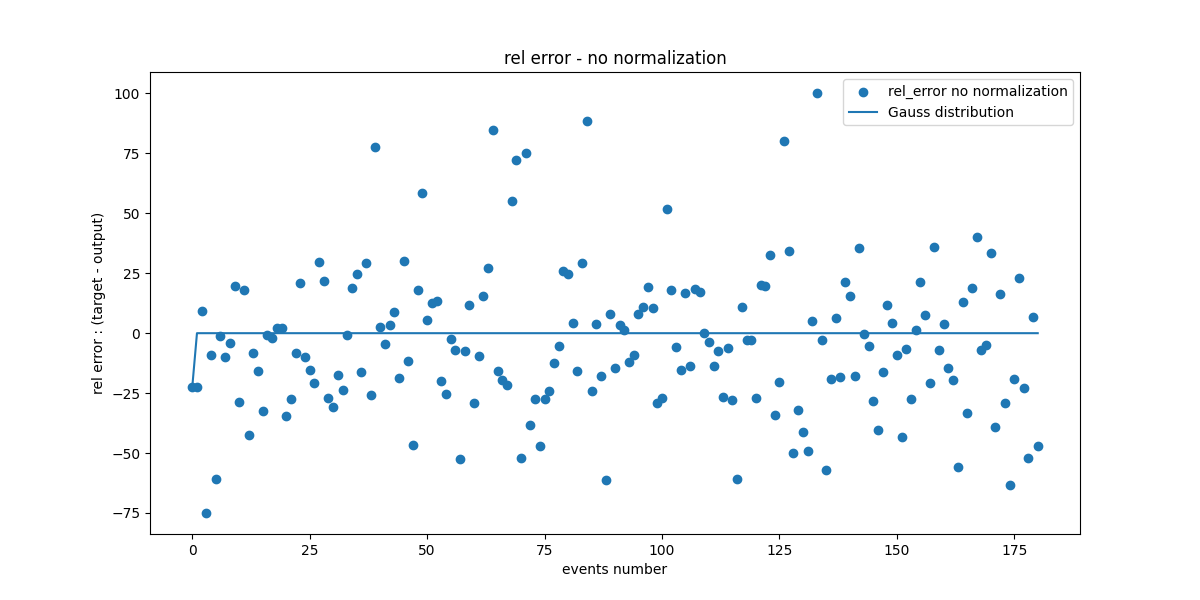 rel error - no normalization
rel_error no normalization
Gauss distribution
rel error : (target - output)
100
75
50
25
0
−25
−50
−75
0 25 50 75 100 125 150 175
events number